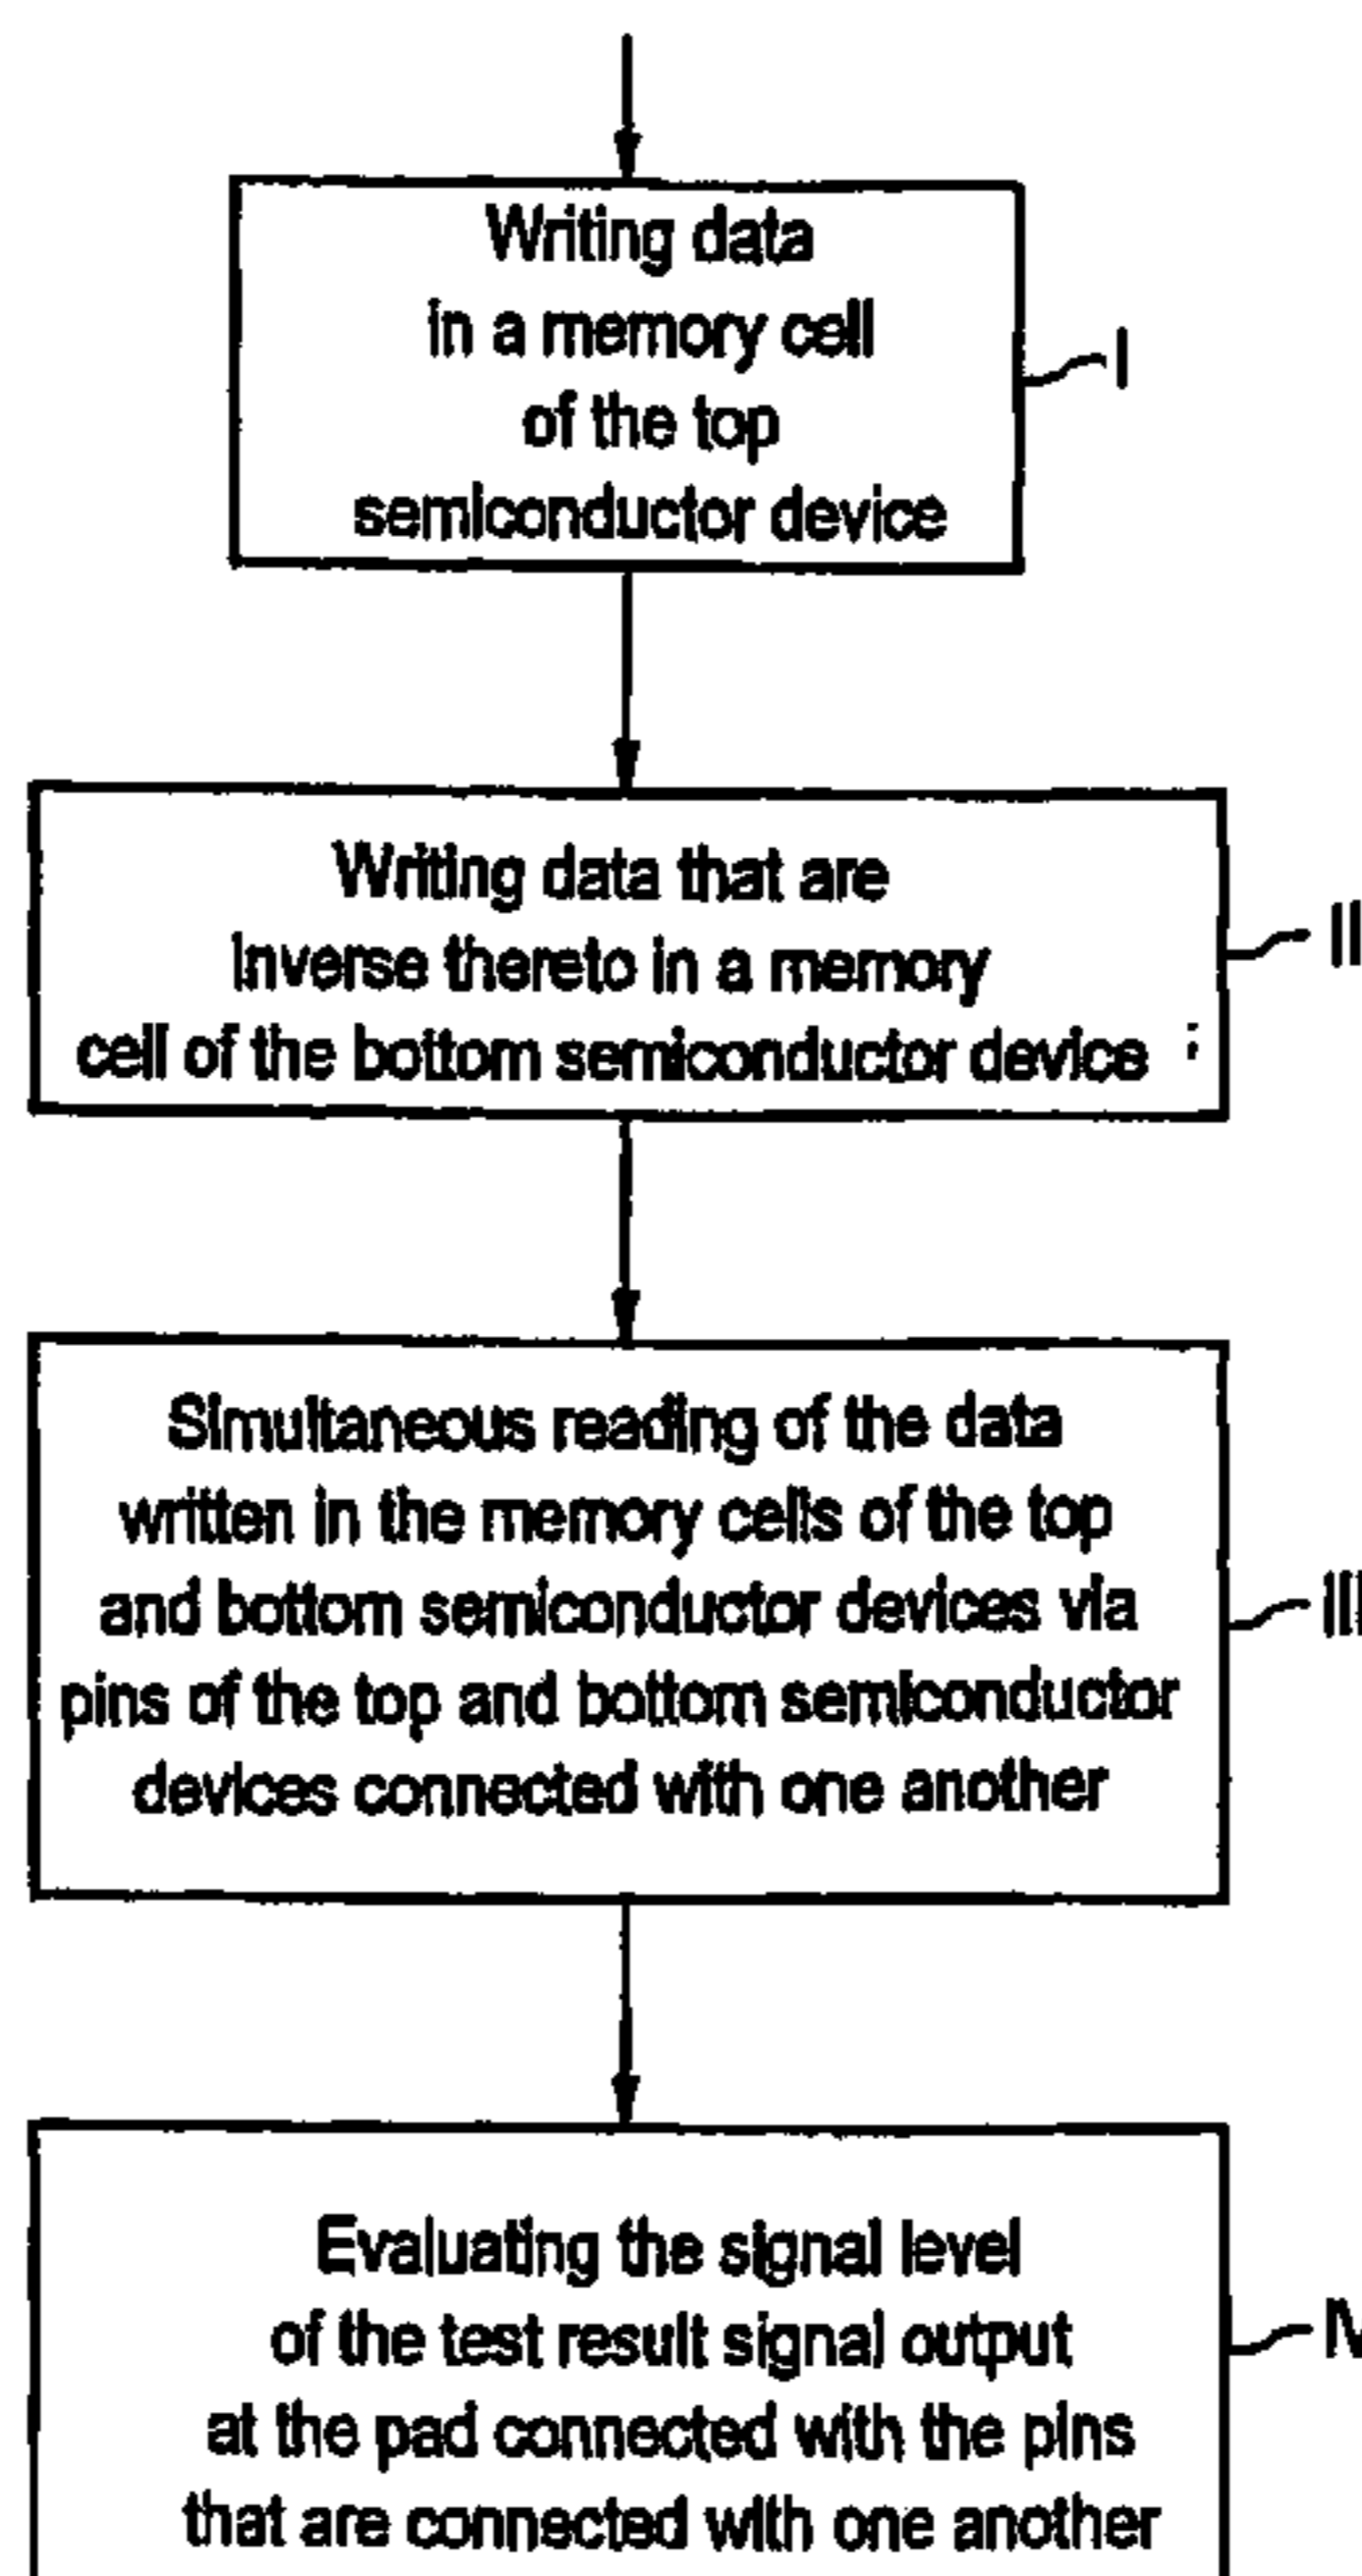 Writing data
in a memory cell
of the top
semiconductor device
I
Writing data that are
inverse thereto in a memory
cell of the bottom semiconductor device
II
Simultaneous reading of the data
written in the memory cells of the top
and bottom semiconductor devices via
pins of the top and bottom semiconductor
devices connected with one another
III
Evaluating the signal level
of the test result signal output
at the pad connected with the pins
that are connected with one another
IV